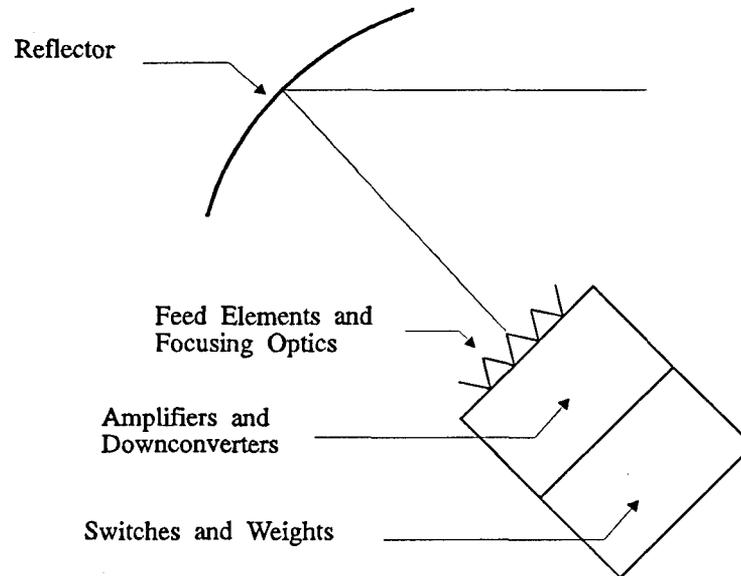 Reflector
Feed Elements and
Focusing Optics
Amplifiers and
Downconverters
Switches and Weights